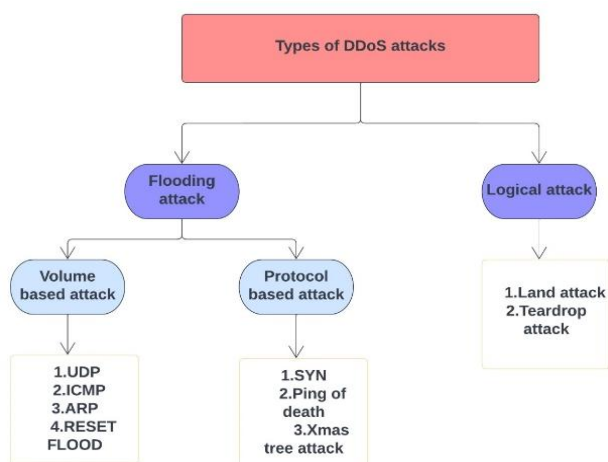 Types of DDoS attacks
Flooding
attack
Logical attack
Volume
based attack
Protocol
based attack
1.Land attack
2.Teardrop
attack
1.UDP
2.ICMP
3.ARP
4.RESET
FLOOD
1.SYN
2.Ping of
death
3.Xmas
tree attack